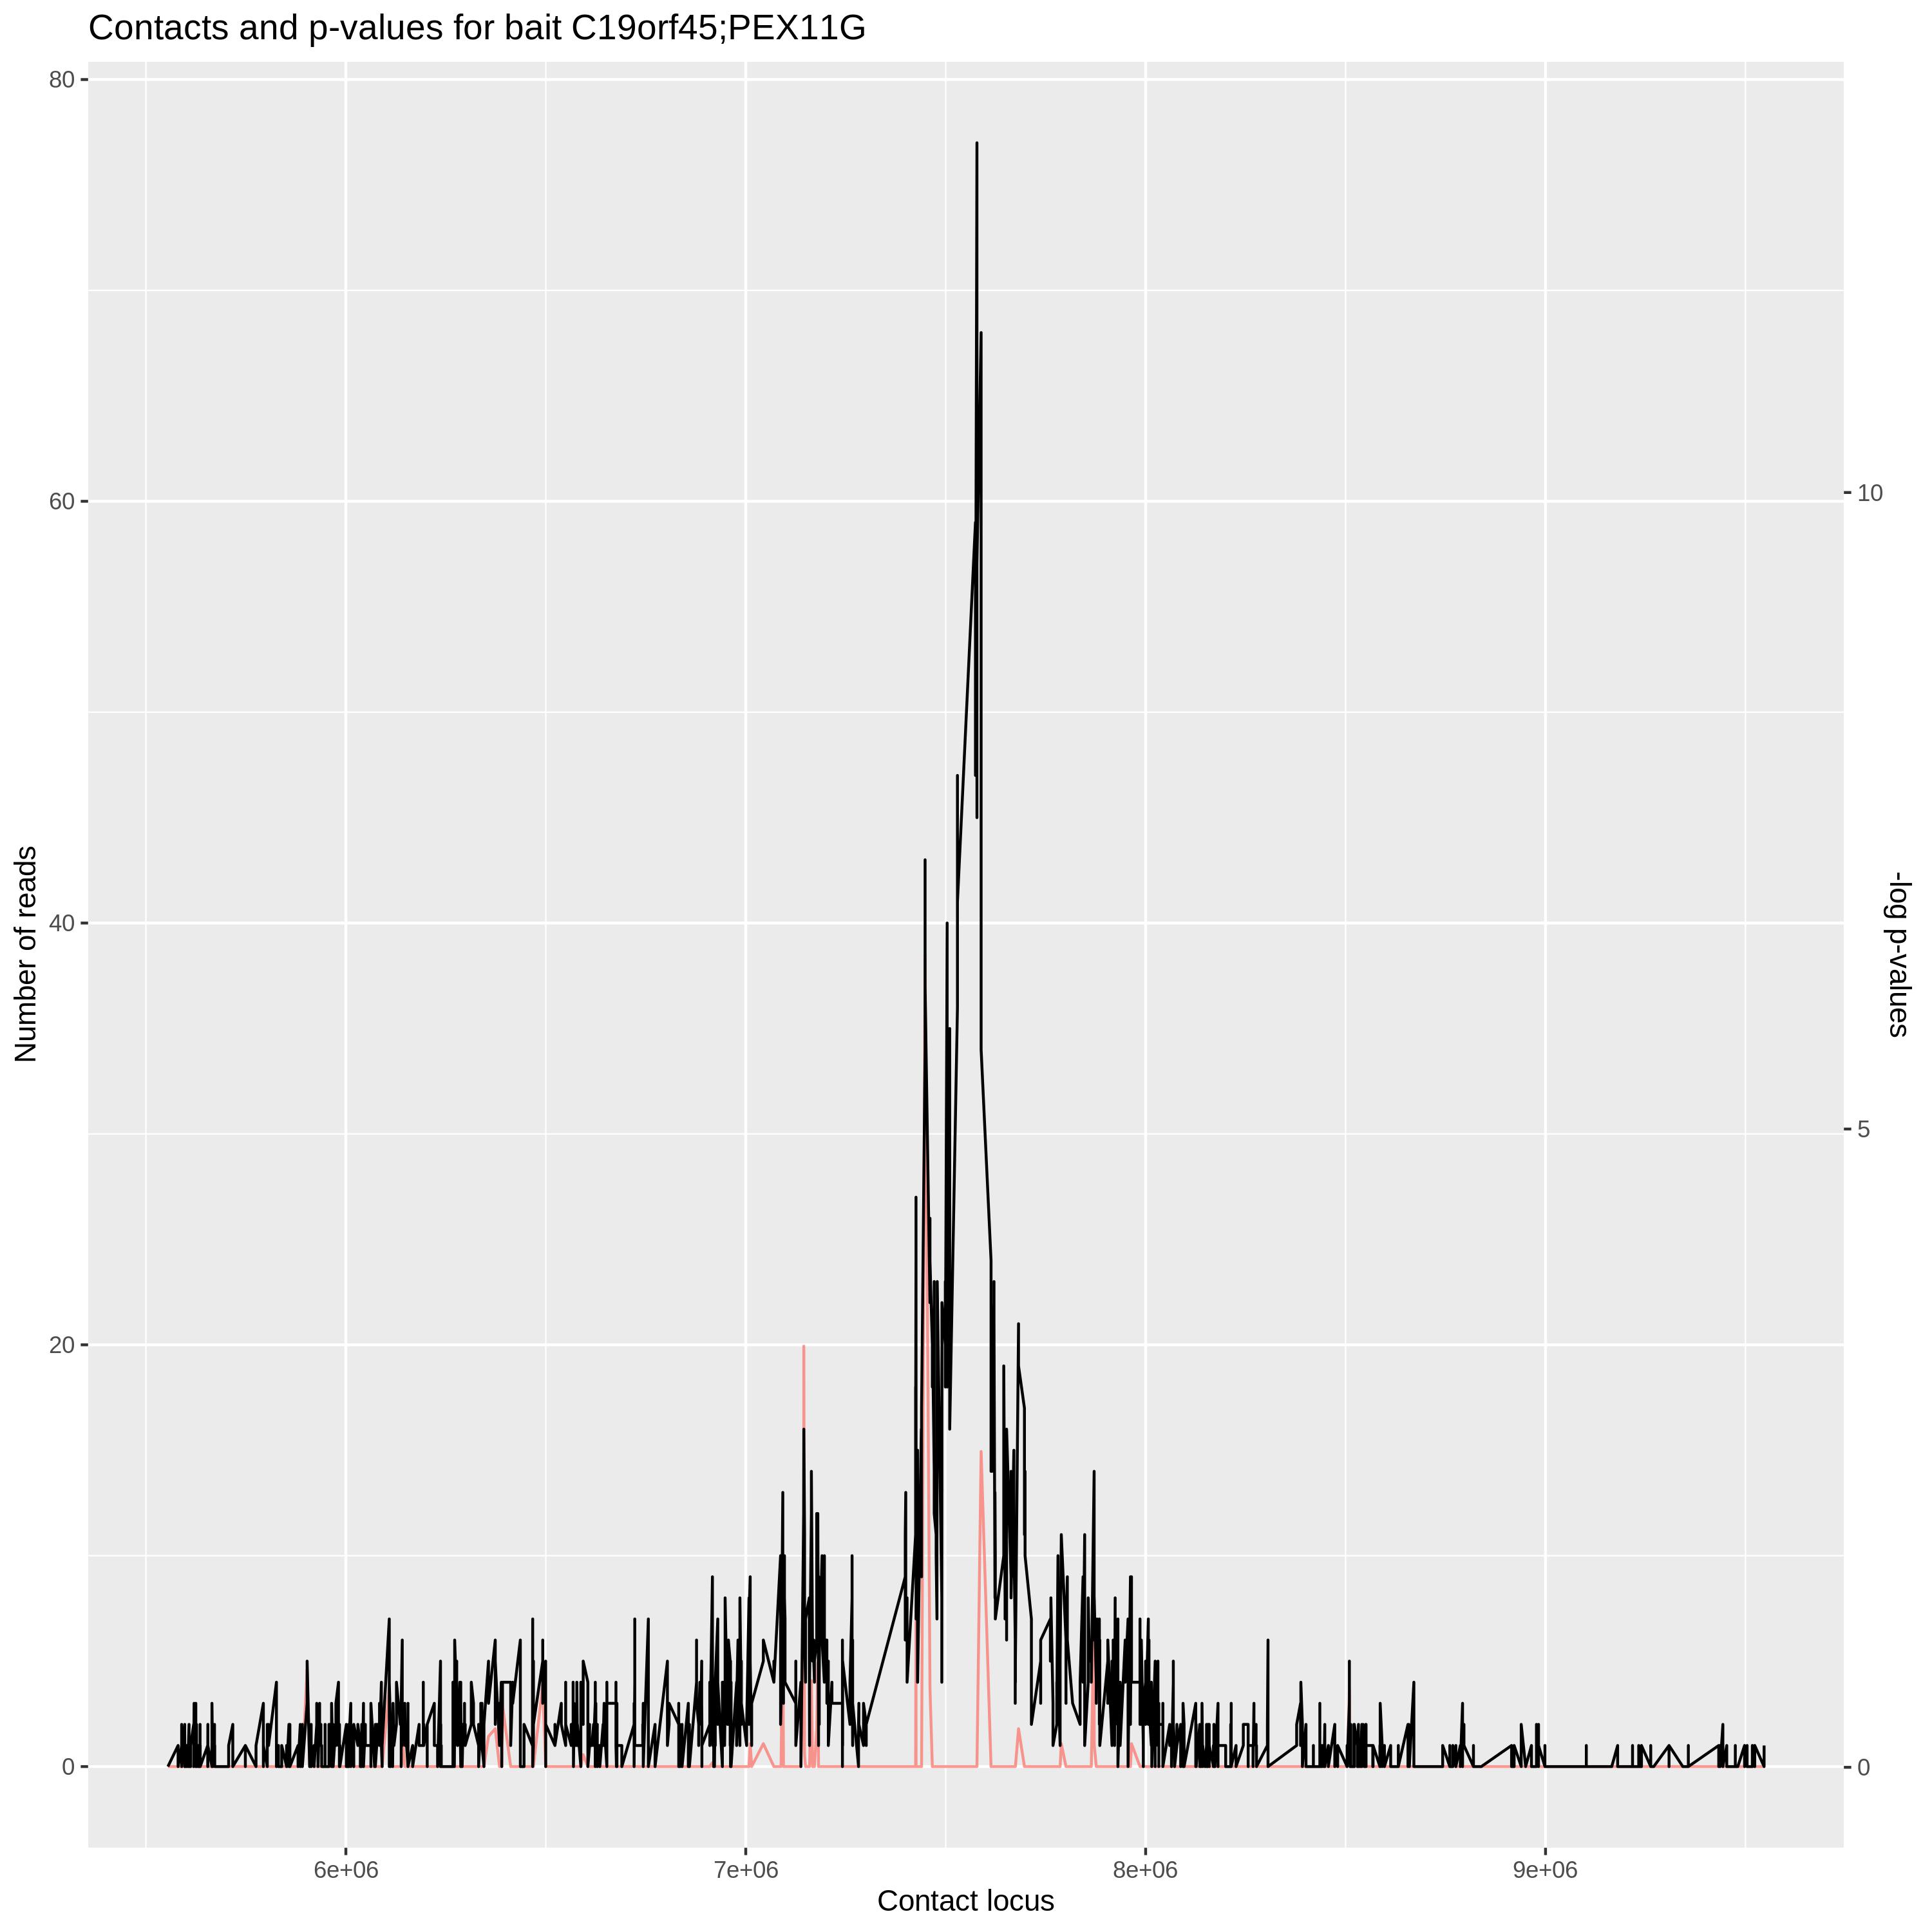 Contacts and p-values for bait C19orf45;PEX11G
80
60
40
20
0
Number of reads
10
5
0
-log p-values
6e+06
7e+06
8e+06
9e+06
Contact locus